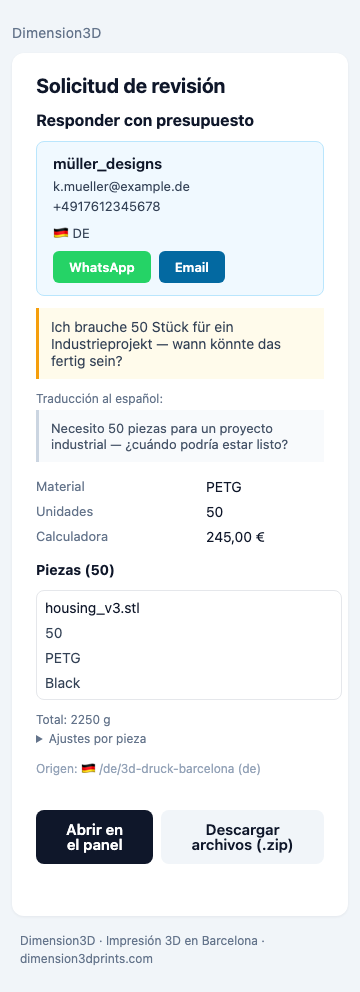 Dimension3D
Solicitud de revisión
Responder con presupuesto
müller_designs
k.mueller@example.de
+4917612345678
🇩🇪 DE
WhatsApp
Email
Ich brauche 50 Stück für ein
Industrieprojekt — wann könnte das
fertig sein?
Traducción al español:
Necesito 50 piezas para un proyecto
industrial — ¿cuándo podría estar listo?
Material PETG
Unidades 50
Calculadora 245,00 €
Piezas (50)
housing_v3.stl
50
PETG
Black
Total: 2250 g
▶ Ajustes por pieza
Origen: 🇩🇪 /de/3d-druck-barcelona (de)
Abrir en
el panel
Descargar
archivos (.zip)
Dimension3D · Impresión 3D en Barcelona ·
dimension3dprints.com